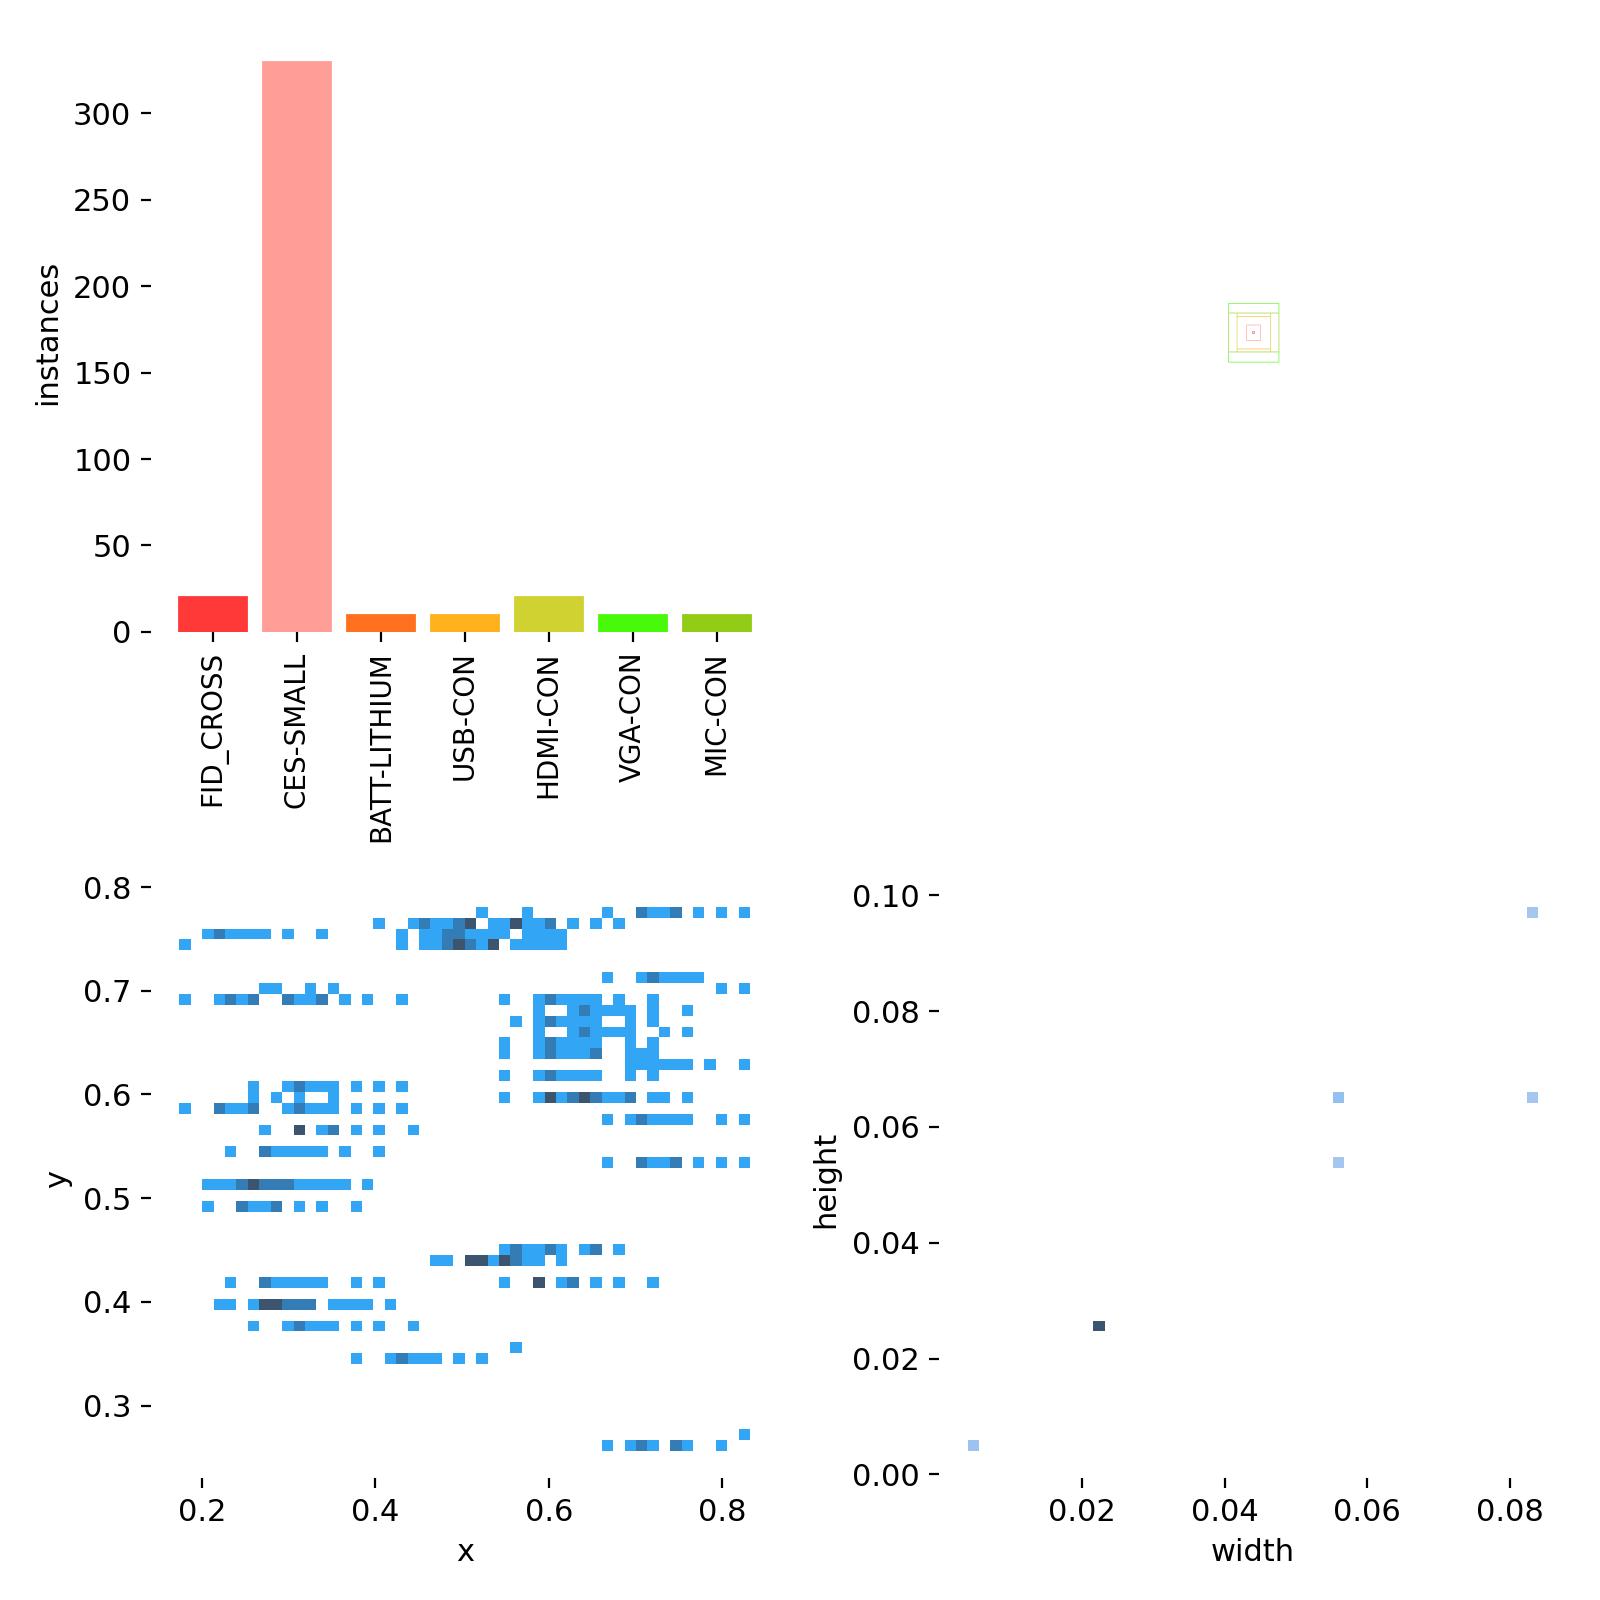 instances
300
250
200
150
100
50
0
FID_CROSS
CES-SMALL
BATT-LITHIUM
USB-CON
HDMI-CON
VGA-CON
MIC-CON
y
0.8
0.7
0.6
0.5
0.4
0.3
0.2 0.4 0.6 0.8
x
height
0.10
0.08
0.06
0.04
0.02
0.00
0.02 0.04 0.06 0.08
width